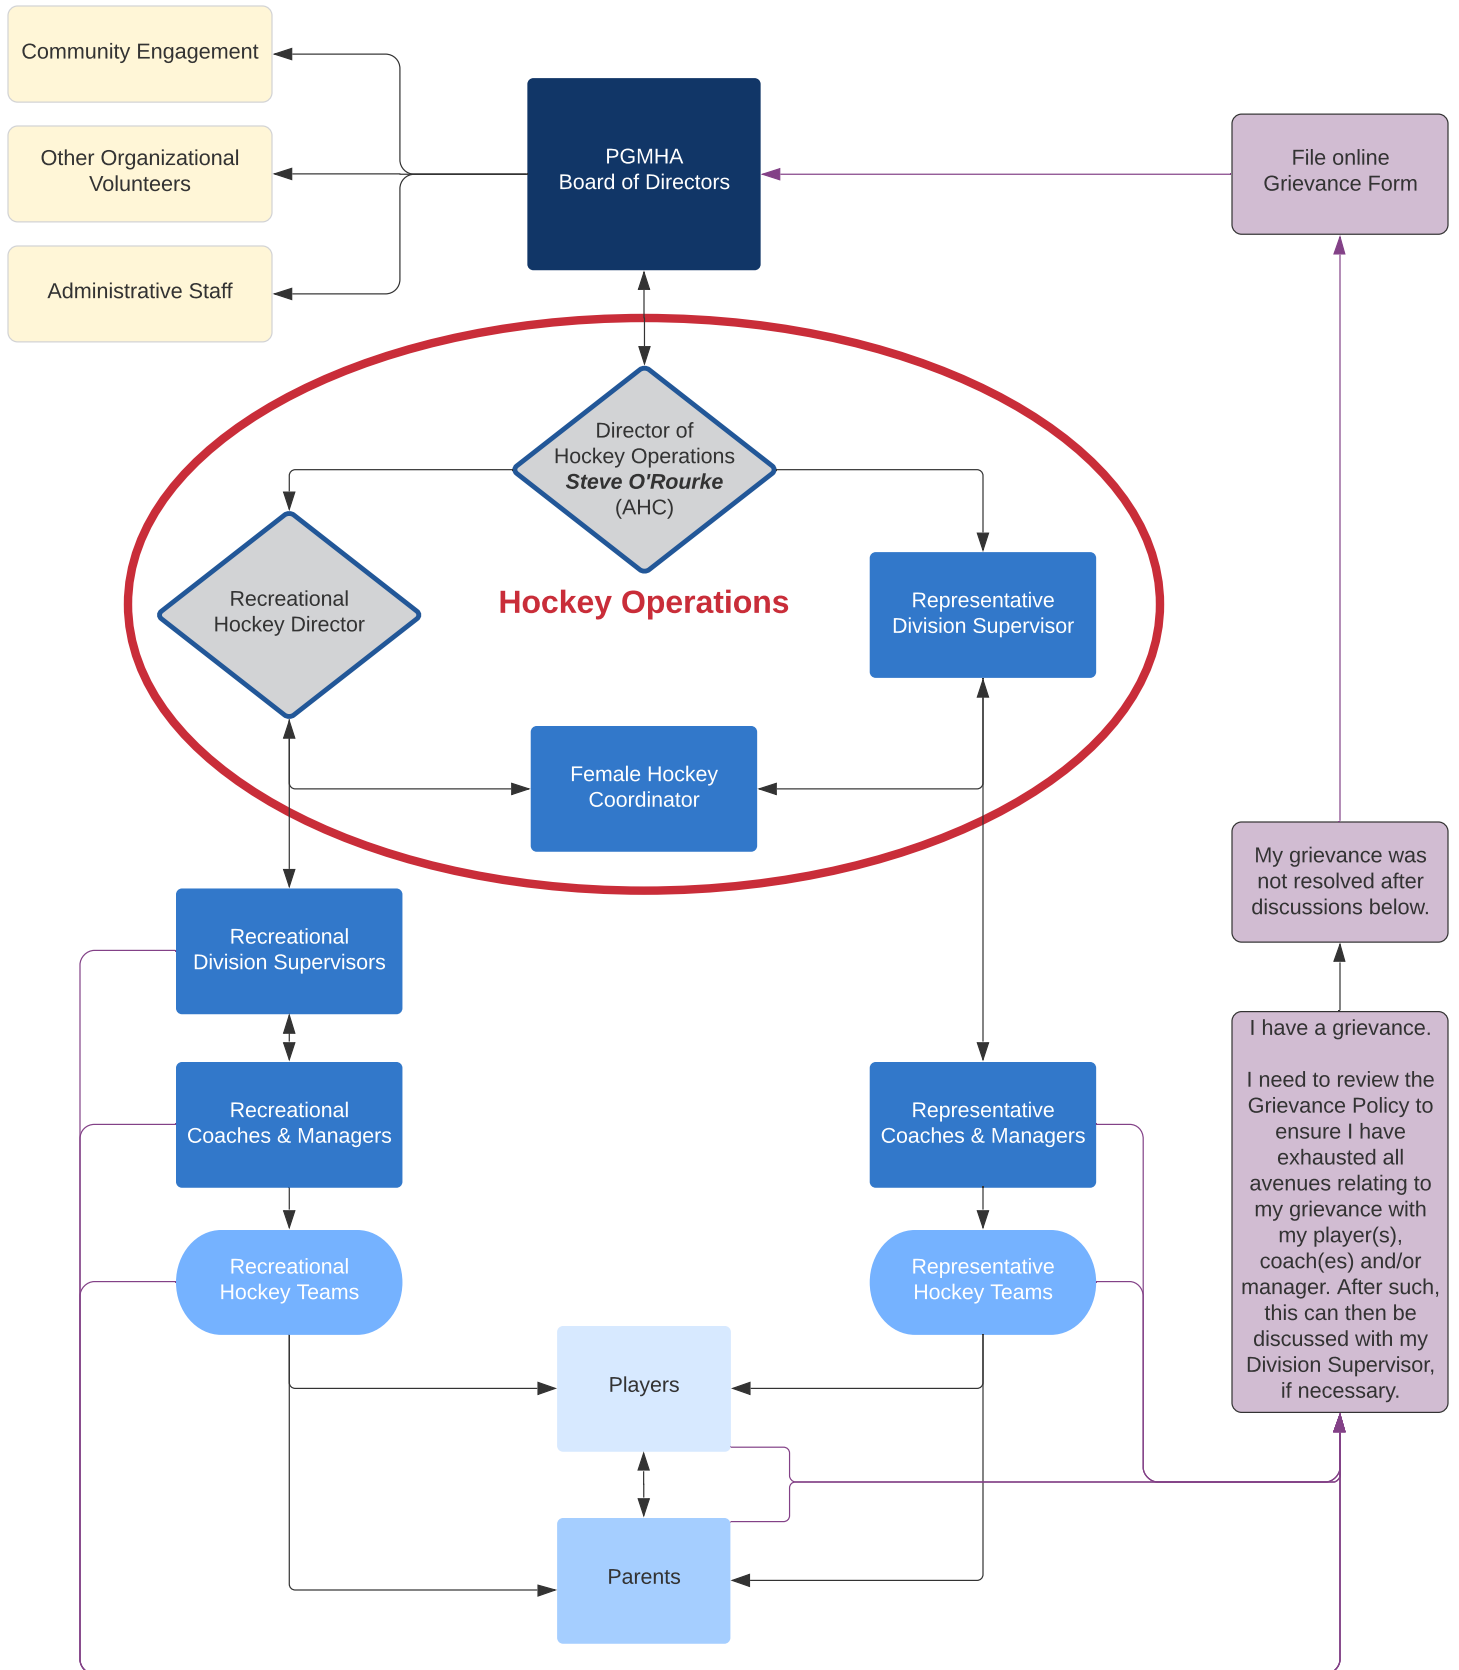 Community Engagement
Other Organizational
Volunteers
Administrative Staff
PGMHA
Board of Directors
File online
Grievance Form
Director of
Hockey Operations
Steve O'Rourke
(AHC)
Recreational
Hockey Director
Hockey Operations
Representative
Division Supervisor
Female Hockey
Coordinator
My grievance was
not resolved after
discussions below.
Recreational
Division Supervisors
I have a grievance.
I need to review the
Grievance Policy to
ensure I have
exhausted all
avenues relating to
my grievance with
my player(s),
coach(es) and/or
manager. After such,
this can then be
discussed with my
Division Supervisor,
if necessary.
Recreational
Coaches & Managers
Representative
Coaches & Managers
Recreational
Hockey Teams
Representative
Hockey Teams
Players
Parents